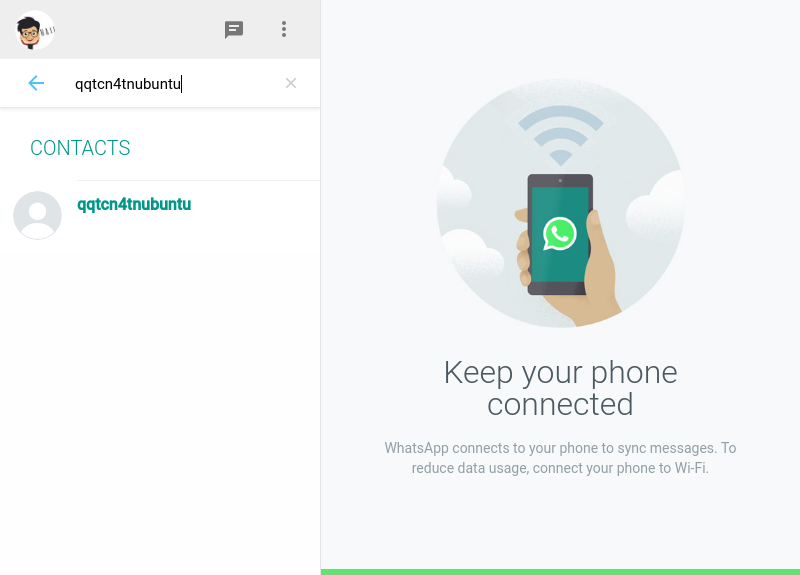 qqtcn4tnubuntu
CONTACTS
qqtcn4tnubuntu
Keep your phone
connected
WhatsApp connects to your phone to sync messages. To
reduce data usage, connect your phone to Wi-Fi.